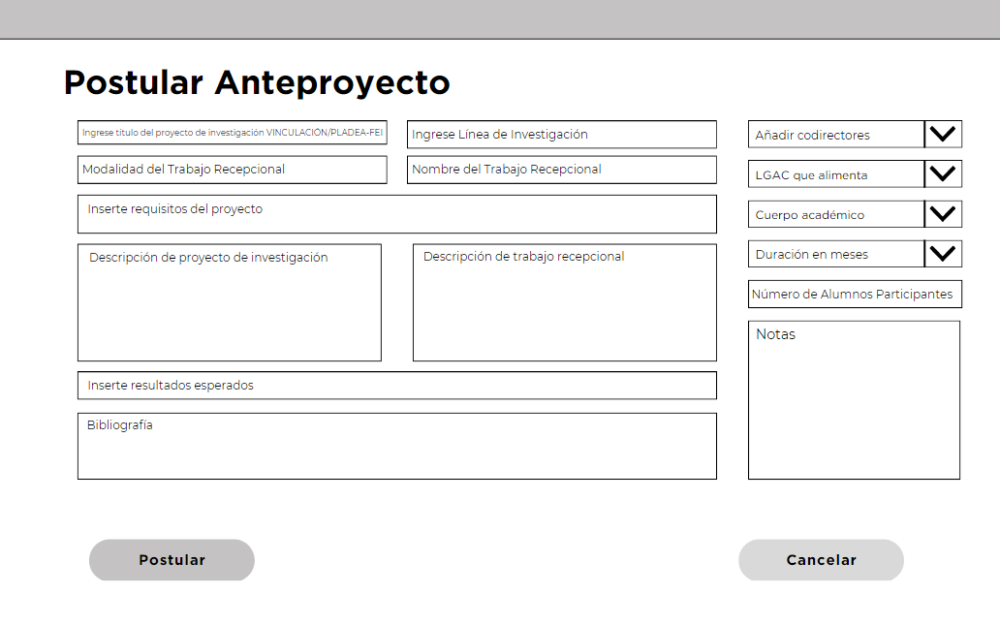 Postular Anteproyecto
Ingrese título del proyecto de investigación VINCULACIÓN/PLADEA-FEI
Ingrese Línea de Investigación
Añadir codirectores
Modalidad del Trabajo Recepcional
Nombre del Trabajo Recepcional
LGAC que alimenta
Inserte requisitos del proyecto
Cuerpo académico
Descripción de proyecto de investigación
Descripción de trabajo recepcional
Duración en meses
Número de Alumnos Participantes
Notas
Inserte resultados esperados
Bibliografía
Postular
Cancelar